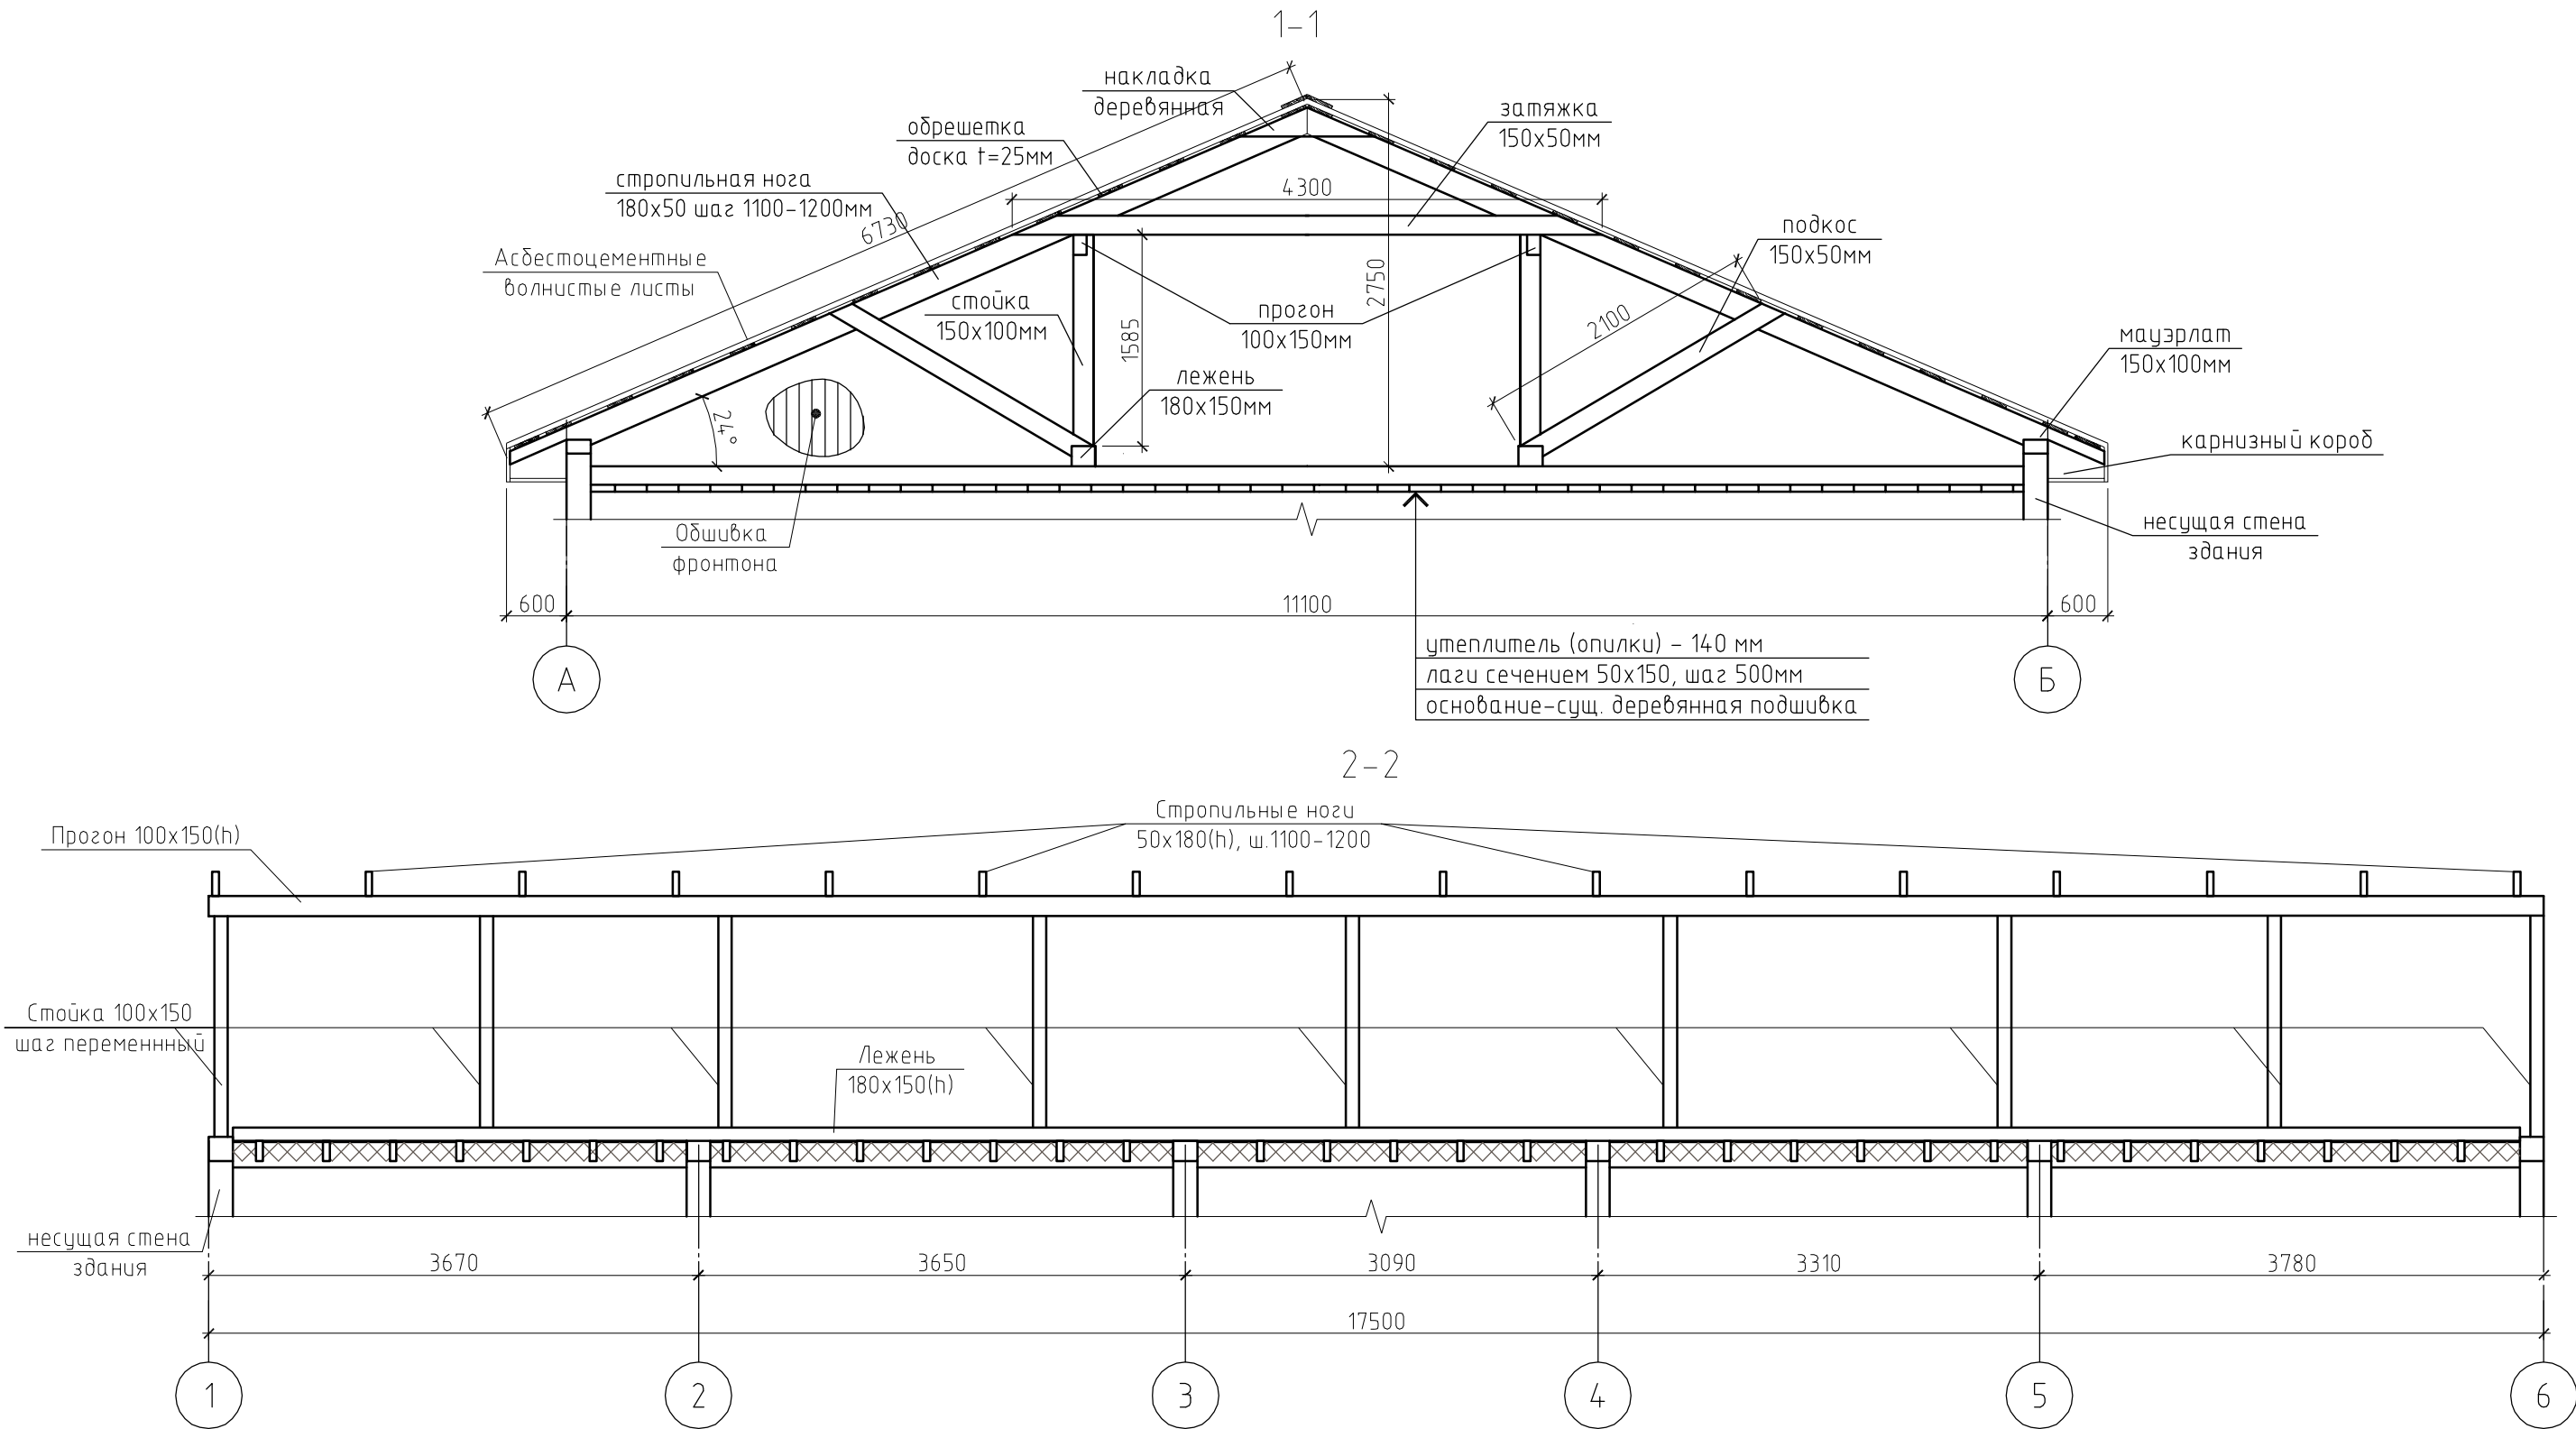 1-1
накладка
деревянная
обрешетка
доска t=25мм
затяжка
150х50мм
стропильная нога
180х50 шаг 1100-1200мм
4300
6730
подкос
150х50мм
Асбестоцементные
волнистые листы
2750
стойка
150х100мм
1585
прогон
100х150мм
2100
мауэрлат
150х100мм
лежень
180х150мм
24°
карнизный короб
Обшивка
фронтона
несущая стена
здания
600
11100
600
утеплитель (опилки) - 140 мм
лаги сечением 50х150, шаг 500мм
основание-сущ. деревянная подшивка
А
Б
2-2
Стропильные ноги
50х180(h), ш.1100-1200
Прогон 100х150(h)
Стойка 100х150
шаг переменнный
Лежень
180х150(h)
несущая стена
здания
3670
3650
3090
3310
3780
17500
1
2
3
4
5
6